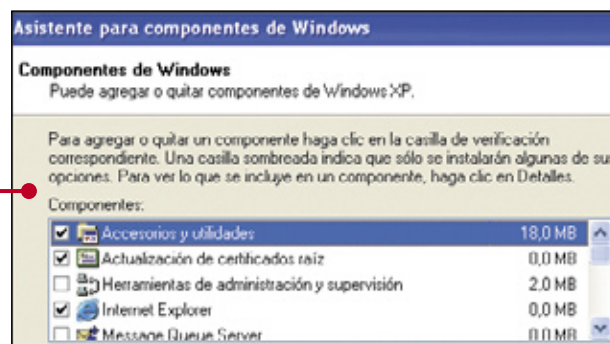 Asistente para componentes de Windows
Componentes de Windows
Puede agregar o quitar componentes de Windows XP.
Para agregar o quitar un componente haga clic en la casilla de verificación
correspondiente. Una casilla sombreada indica que sólo se instalarán algunas de sus
opciones. Para ver lo que se incluye en un componente, haga clic en Detalles.
Componentes:
Accesorios y utilidades 18,0 MB
Actualización de certificados raíz 0,0 MB
Herramientas de administración y supervisión 2,0 MB
Internet Explorer 0,0 MB
Message Queue Server 0,0 MB